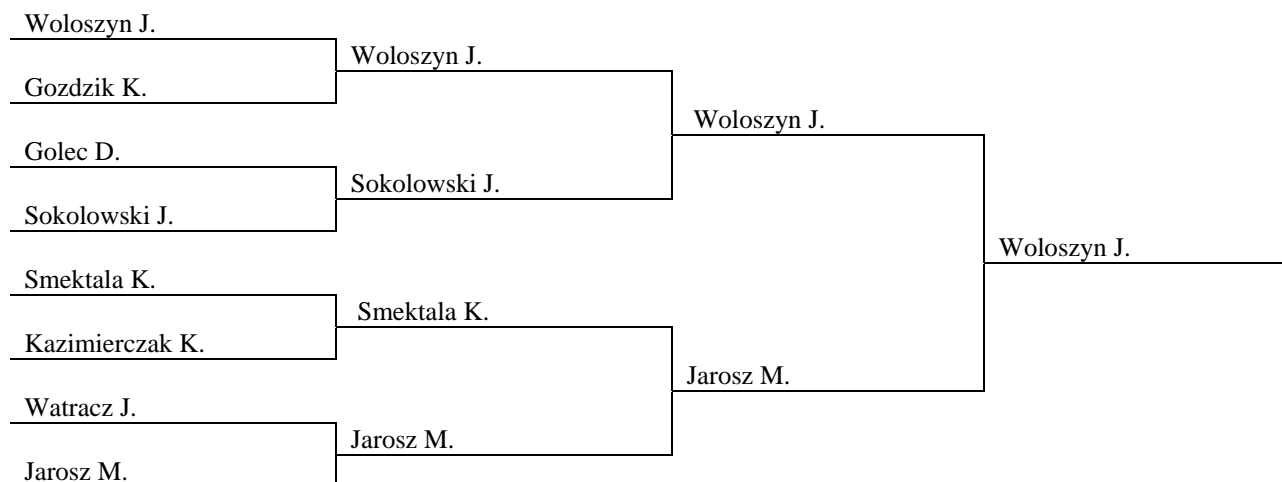 Woloszyn J.
Woloszyn J.
Gozdzik K.
Woloszyn J.
Golec D.
Sokolowski J.
Sokolowski J.
Woloszyn J.
Smektala K.
Smektala K.
Kazimierczak K.
Jarosz M.
Watracz J.
Jarosz M.
Jarosz M.